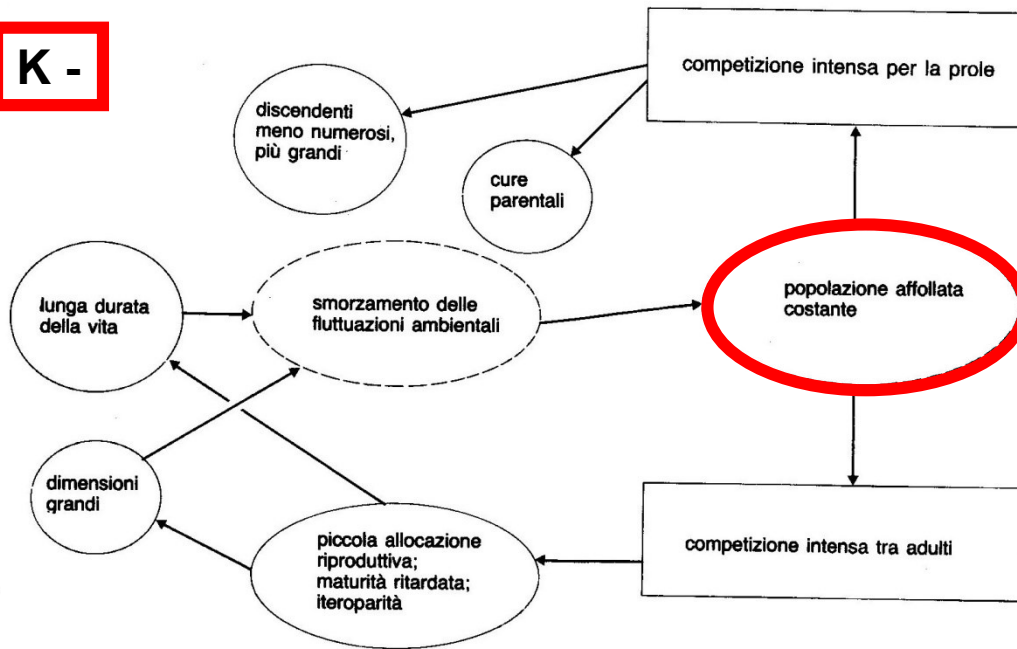 K -
competizione intensa per la prole
discendenti
meno numerosi,
più grandi
cure
parentali
lunga durata
della vita
smorzamento delle
fluttuazioni ambientali
popolazione affollata
costante
dimensioni
grandi
piccola allocazione
riproduttiva;
maturità ritardata;
iteroparità
competizione intensa tra adulti